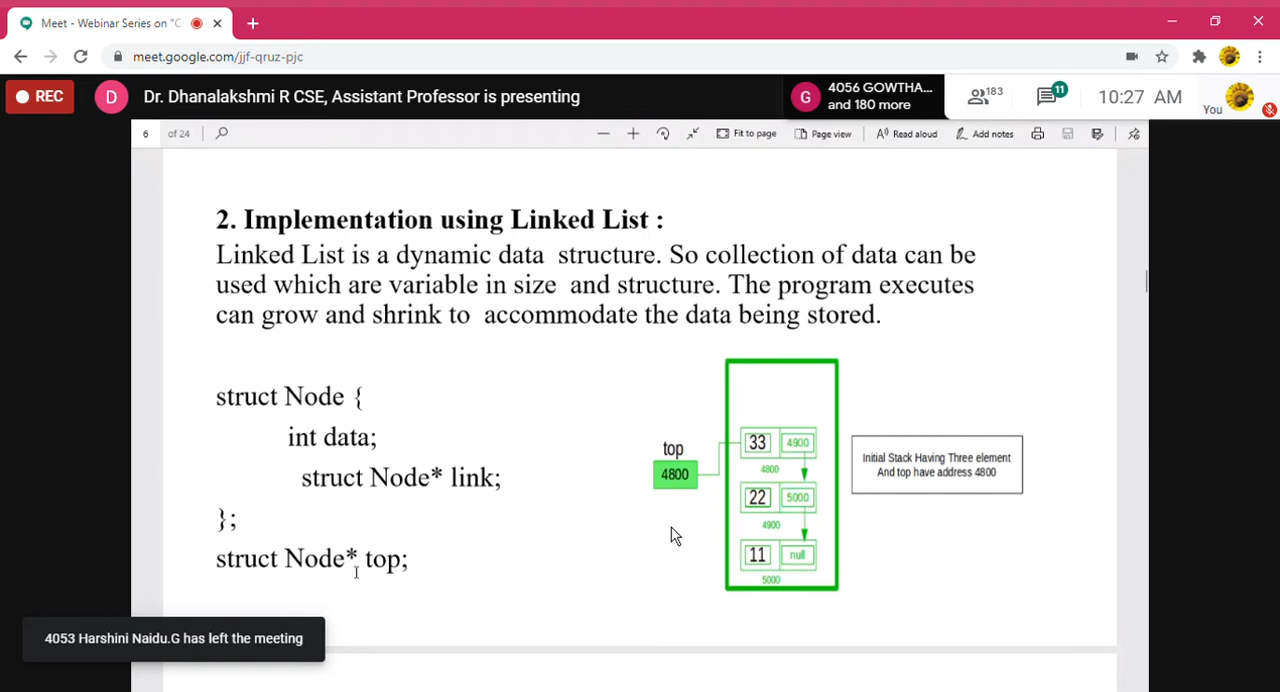 Meet - Webinar Series on "C
meet.google.com/jjf-qruz-pjc
REC
D
Dr. Dhanalakshmi R CSE, Assistant Professor is presenting
G
4056 GOWTHA...
and 180 more
183
11
10:27 AM
You
6 of 24
Fit to page
Page view
Read aloud
Add notes
2. Implementation using Linked List :
Linked List is a dynamic data structure. So collection of data can be
used which are variable in size and structure. The program executes
can grow and shrink to accommodate the data being stored.
struct Node {
int data;
struct Node* link;
};
struct Node* top;
top
4800
33 4900
4800
22 5000
4900
11 null
5000
Initial Stack Having Three element
And top have address 4800
4053 Harshini Naidu.G has left the meeting